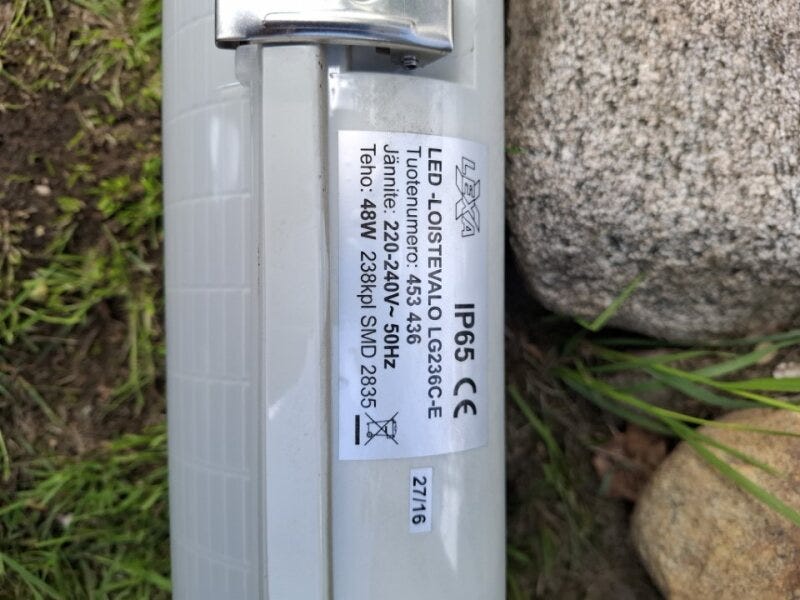 LEXA
IP65 CE
LED -LOISTEVALO LG236C-E
Tuotenumero: 453 436
Jännite: 220-240V~ 50Hz
Teho: 48W 238kpl SMD 2835
27/16